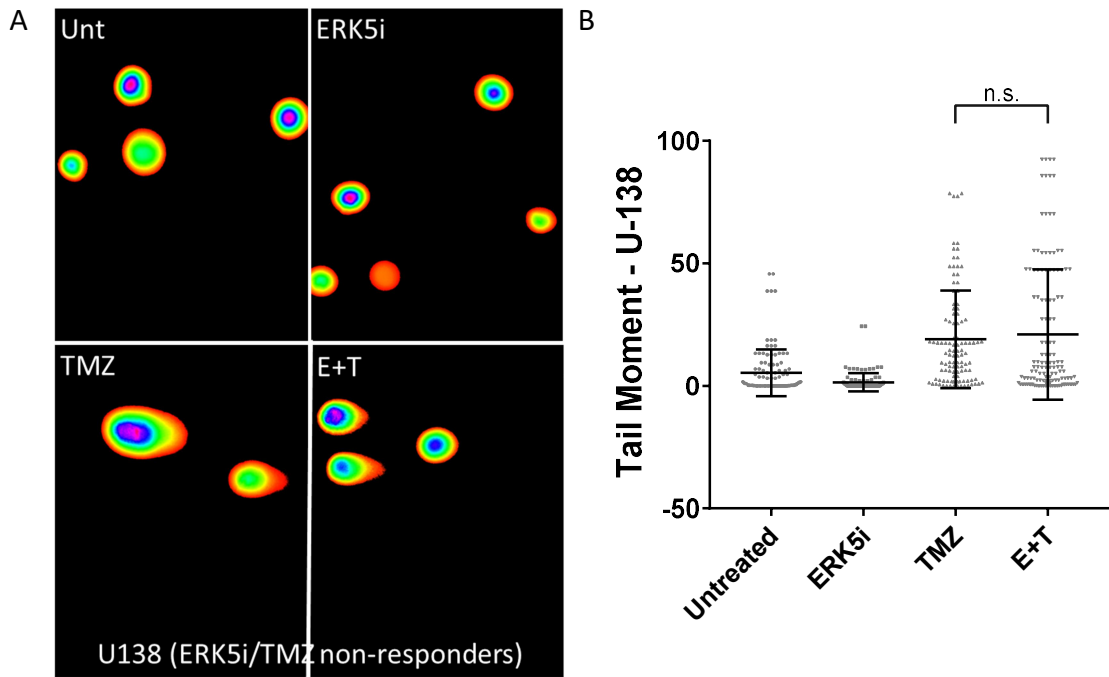 A
Unt
ERK5i
TMZ
E+T
U138 (ERK5i/TMZ non-responders)
B
n.s.
100
50
0
-50
Tail Moment - U-138
Untreated
ERK5i
TMZ
E+T